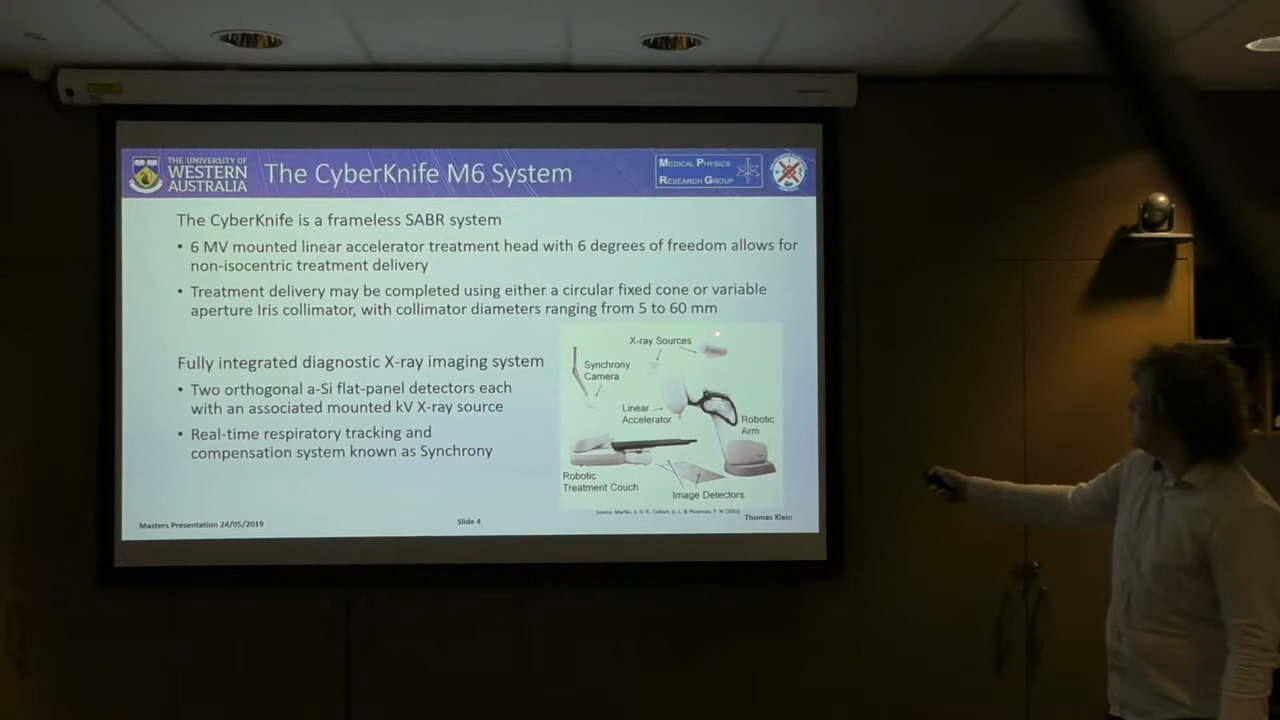 THE UNIVERSITY OF
WESTERN
AUSTRALIA
The CyberKnife M6 System
MEDICAL PHYSICS
RESEARCH GROUP
The CyberKnife is a frameless SABR system
• 6 MV mounted linear accelerator treatment head with 6 degrees of freedom allows for
non-isocentric treatment delivery
• Treatment delivery may be completed using either a circular fixed cone or variable
aperture Iris collimator, with collimator diameters ranging from 5 to 60 mm
Fully integrated diagnostic X-ray imaging system
• Two orthogonal a-Si flat-panel detectors each
with an associated mounted kV X-ray source
• Real-time respiratory tracking and
compensation system known as Synchrony
X-ray Sources
Synchrony
Camera
Linear
Accelerator
Robotic
Arm
Robotic
Treatment Couch
Image Detectors
Masters Presentation 24/05/2019
Slide 4
Thomas Klein